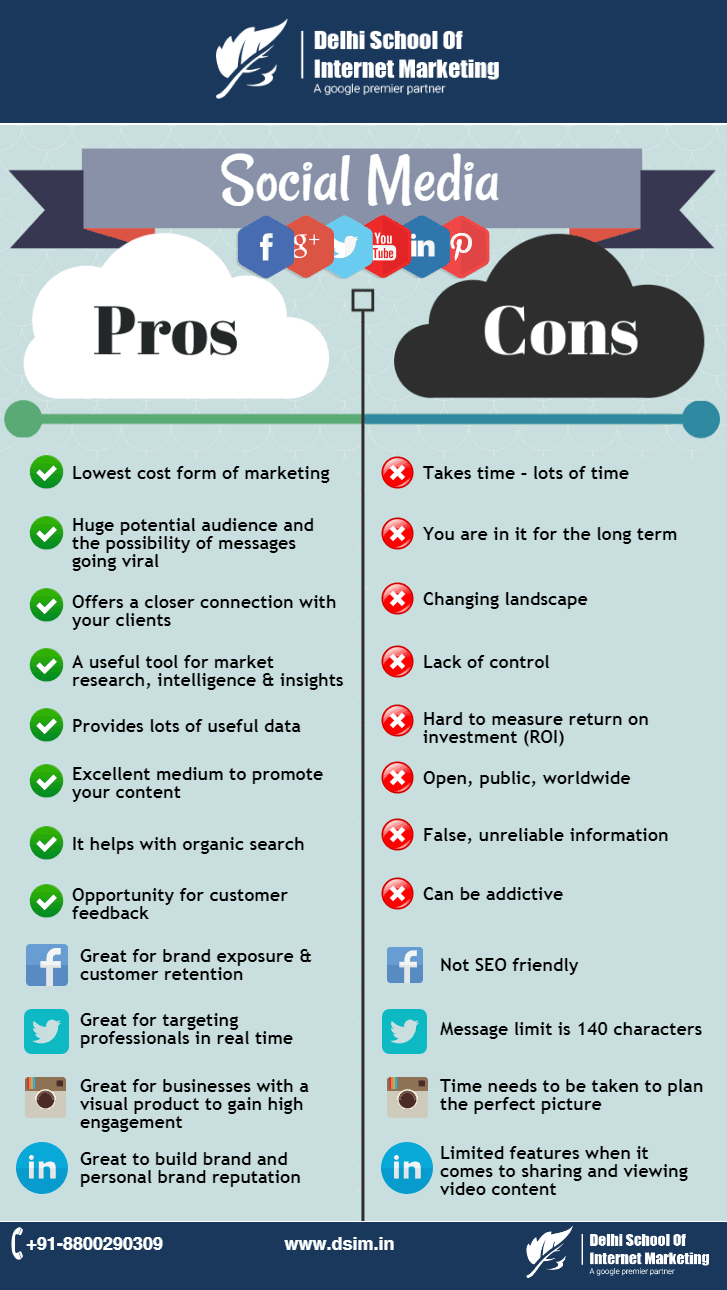 Delhi School Of
Internet Marketing
A google premier partner
Social Media
f
g+
You
Tube
in
Pros
Cons
Lowest cost form of marketing
Huge potential audience and
the possibility of messages
going viral
Offers a closer connection with
your clients
A useful tool for market
research, intelligence & insights
Provides lots of useful data
Excellent medium to promote
your content
It helps with organic search
Opportunity for customer
feedback
f
Great for brand exposure &
customer retention
Great for targeting
professionals in real time
Great for businesses with a
visual product to gain high
engagement
in
Great to build brand and
personal brand reputation
Takes time – lots of time
You are in it for the long term
Changing landscape
Lack of control
Hard to measure return on
investment (ROI)
Open, public, worldwide
False, unreliable information
Can be addictive
f
Not SEO friendly
Message limit is 140 characters
Time needs to be taken to plan
the perfect picture
in
Limited features when it
comes to sharing and viewing
video content
+91-8800290309
www.dsim.in
Delhi School Of
Internet Marketing
A google premier partner